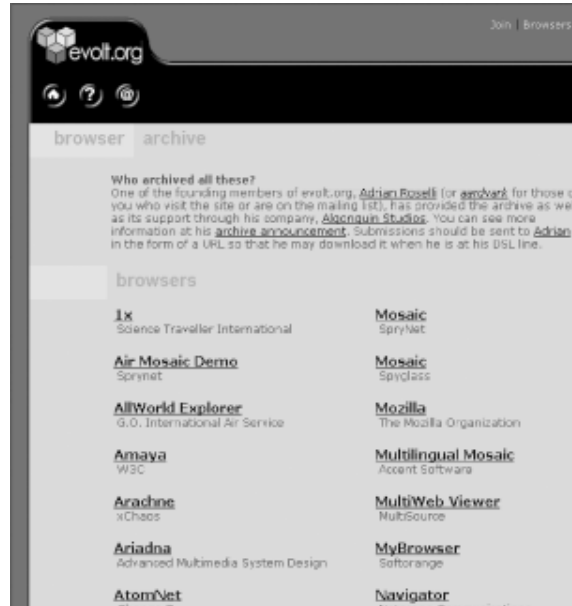 Join | Browsers
evolt.org
browser archive
Who archived all these?
One of the founding members of evolt.org, Adrian Roselli (or aardvark for those o
you who visit the site or are on the mailing list), has provided the archive as we
as its support through his company, Algonquin Studios. You can see more
information at his archive announcement. Submissions should be sent to Adrian
in the form of a URL so that he may download it when he is at his DSL line.
browsers
1x
Science Traveller International
Air Mosaic Demo
Sprynet
AllWorld Explorer
G.O. International Air Service
Amaya
W3C
Arachne
xChaos
Ariadna
Advanced Multimedia System Design
AtomNet
Mosaic
SpryNet
Mosaic
Spyglass
Mozilla
The Mozilla Organization
Multilingual Mosaic
Accent Software
MultiWeb Viewer
MultiSource
MyBrowser
Softorange
Navigator